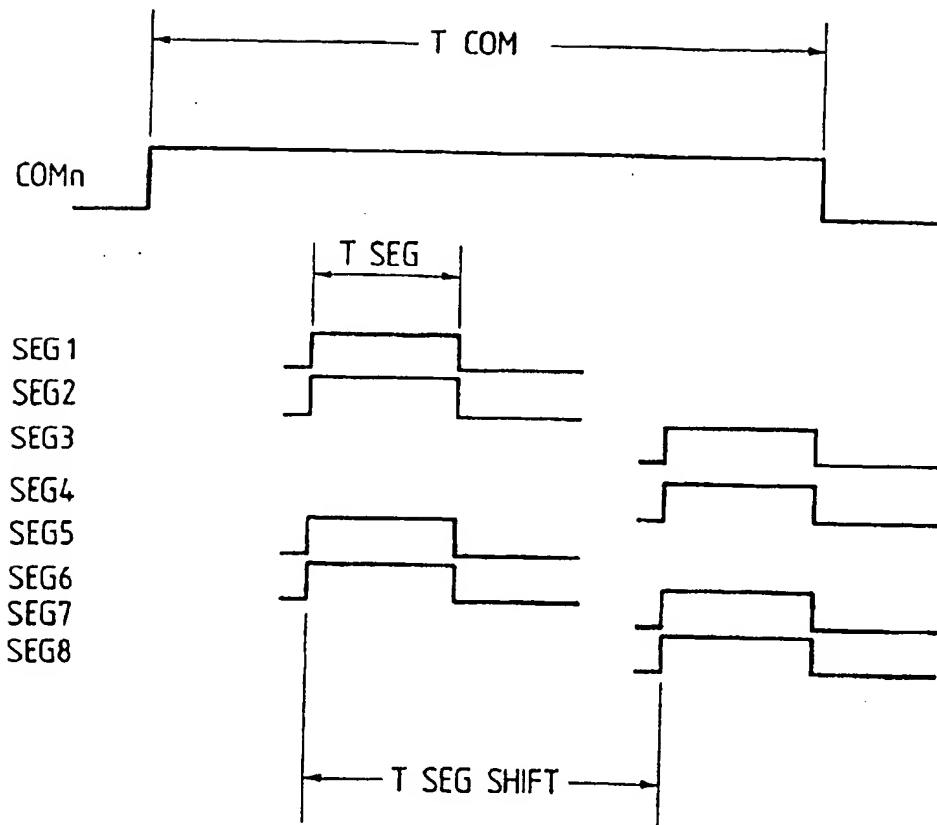 T COM
COMn
T SEG
SEG1
SEG2
SEG3
SEG4
SEG5
SEG6
SEG7
SEG8
T SEG SHIFT